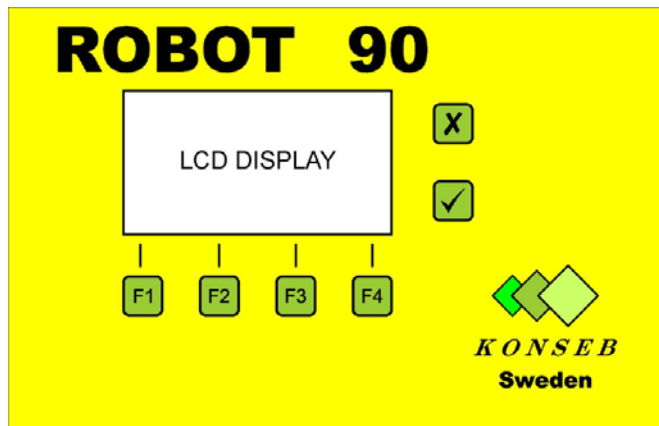 ROBOT 90
LCD DISPLAY
X
F1 F2 F3 F4
KONSEB
Sweden